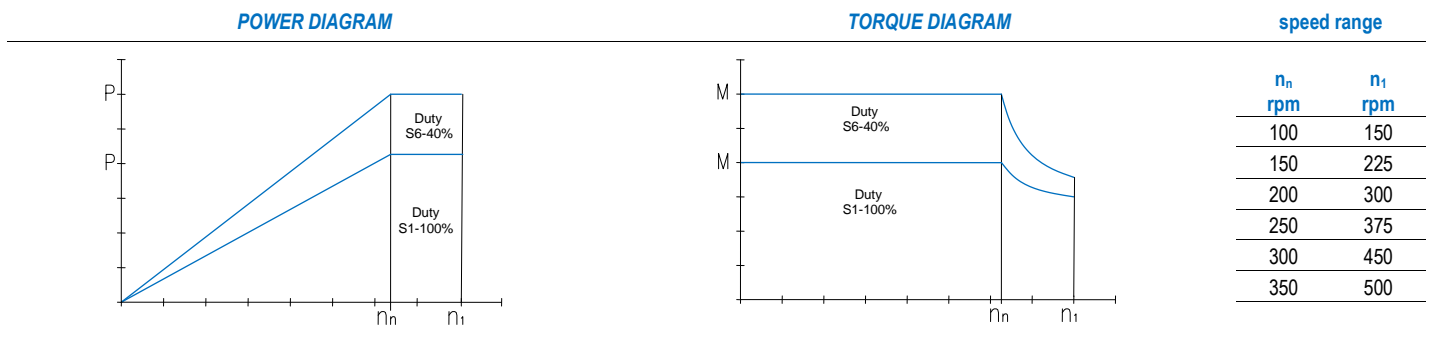 POWER DIAGRAM
P
P
Duty
S6-40%
Duty
S1-100%
nn n1
TORQUE DIAGRAM
M
M
Duty
S6-40%
Duty
S1-100%
nn n1
speed range
nn n1
rpm rpm
100 150
150 225
200 300
250 375
300 450
350 500